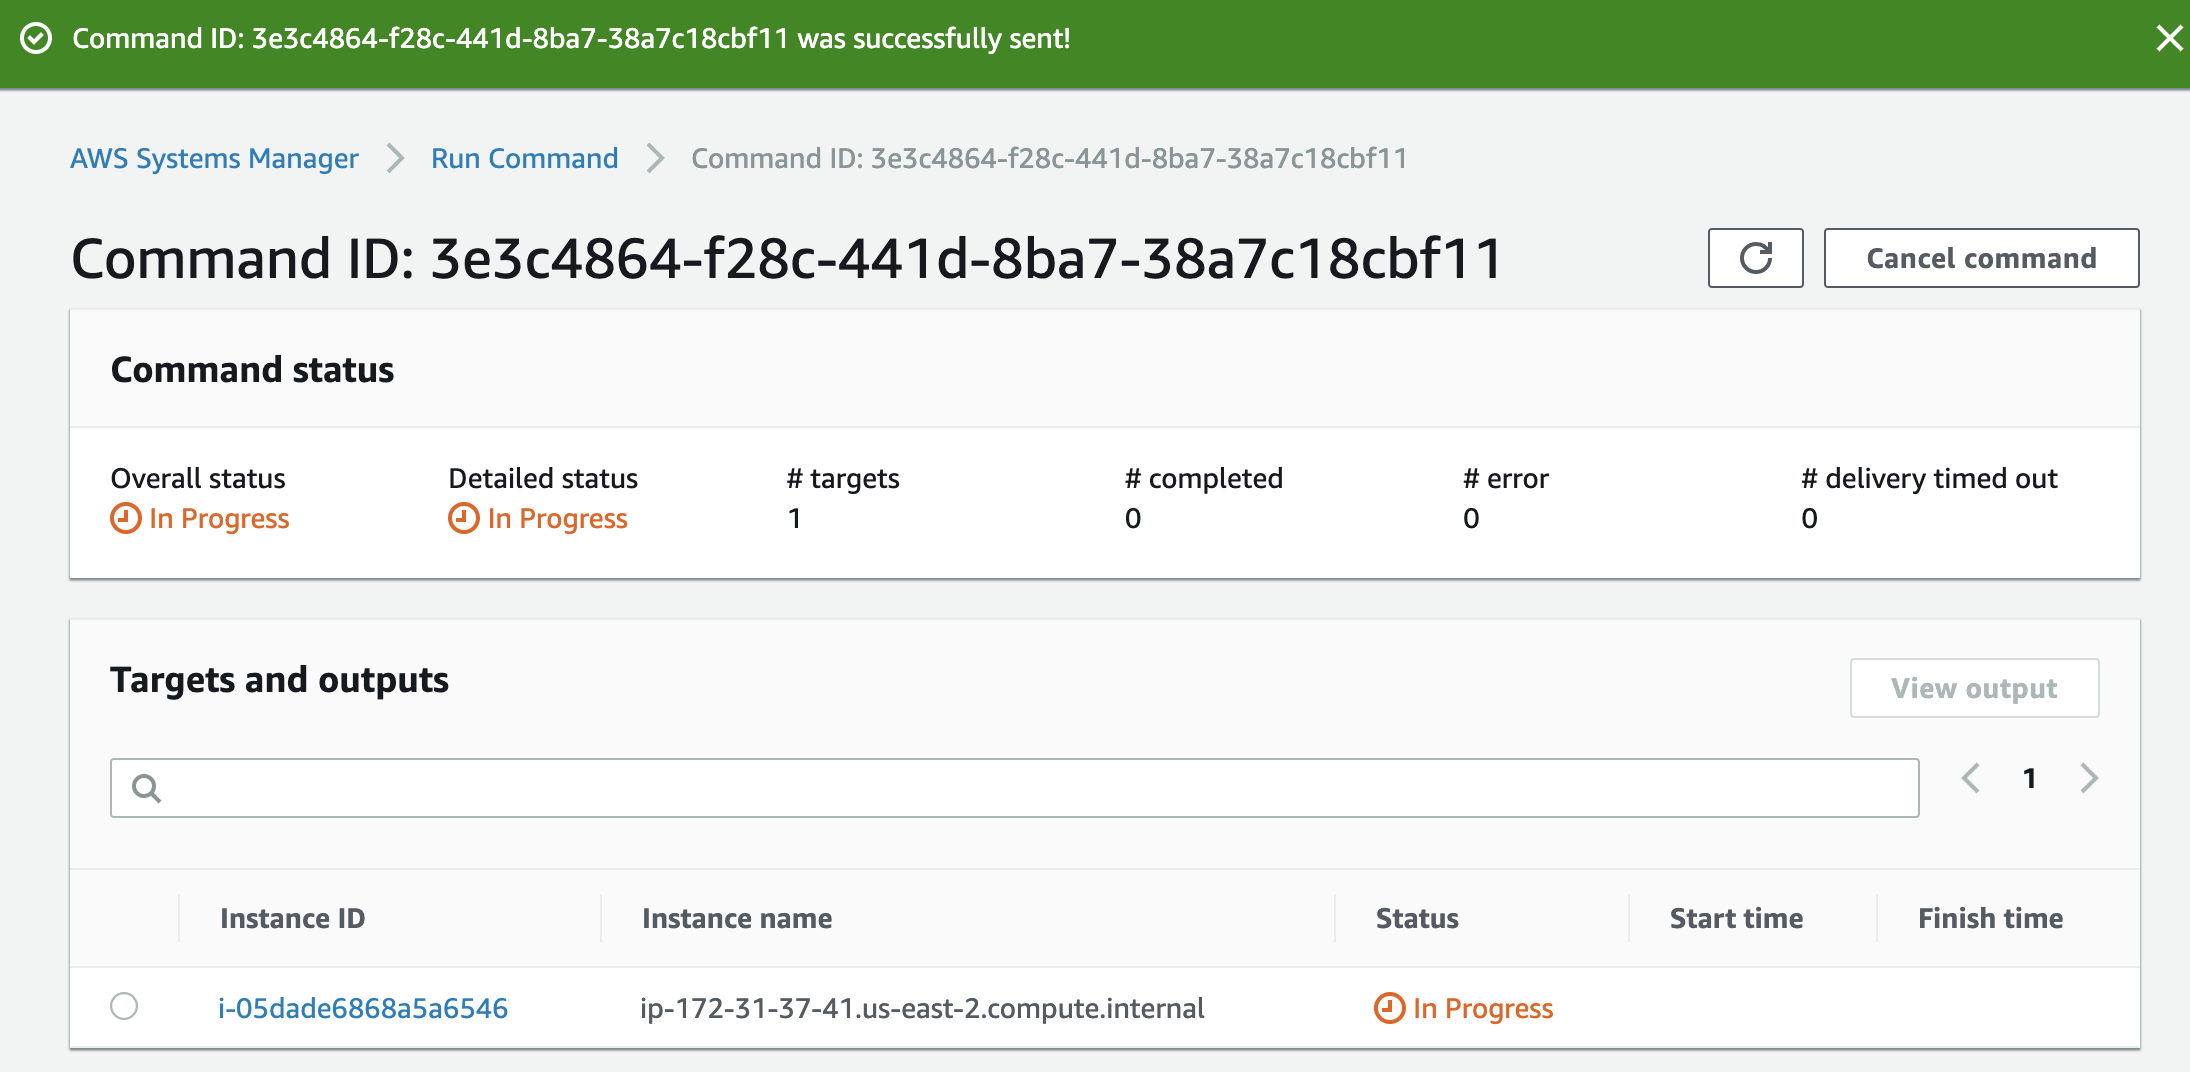 Command ID: 3e3c4864-f28c-441d-8ba7-38a7c18cbf11 was successfully sent!
AWS Systems Manager > Run Command > Command ID: 3e3c4864-f28c-441d-8ba7-38a7c18cbf11
Command ID: 3e3c4864-f28c-441d-8ba7-38a7c18cbf11 Cancel command
Command status
Overall status Detailed status # targets # completed # error # delivery timed out
In Progress In Progress 1 0 0 0
Targets and outputs View output
1
Instance ID Instance name Status Start time Finish time
i-05dade6868a5a6546 ip-172-31-37-41.us-east-2.compute.internal In Progress